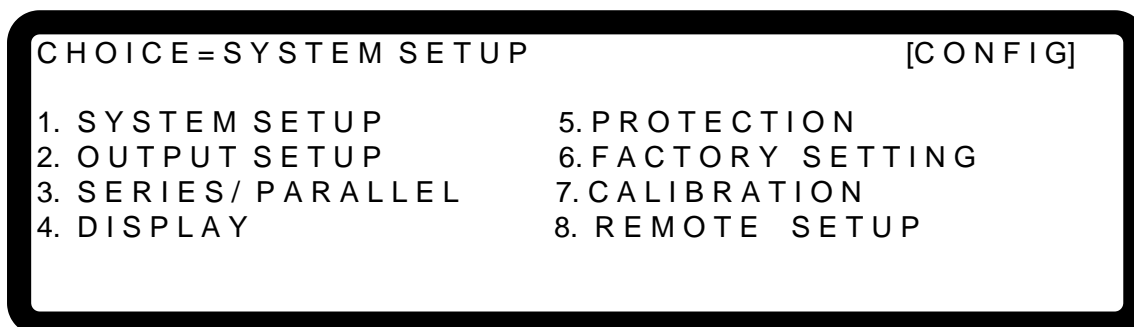 CHOICE=SYSTEM SETUP [CONFIG]
1. SYSTEM SETUP 5. PROTECTION
2. OUTPUT SETUP 6. FACTORY SETTING
3. SERIES/ PARALLEL 7. CALIBRATION
4. DISPLAY 8. REMOTE SETUP